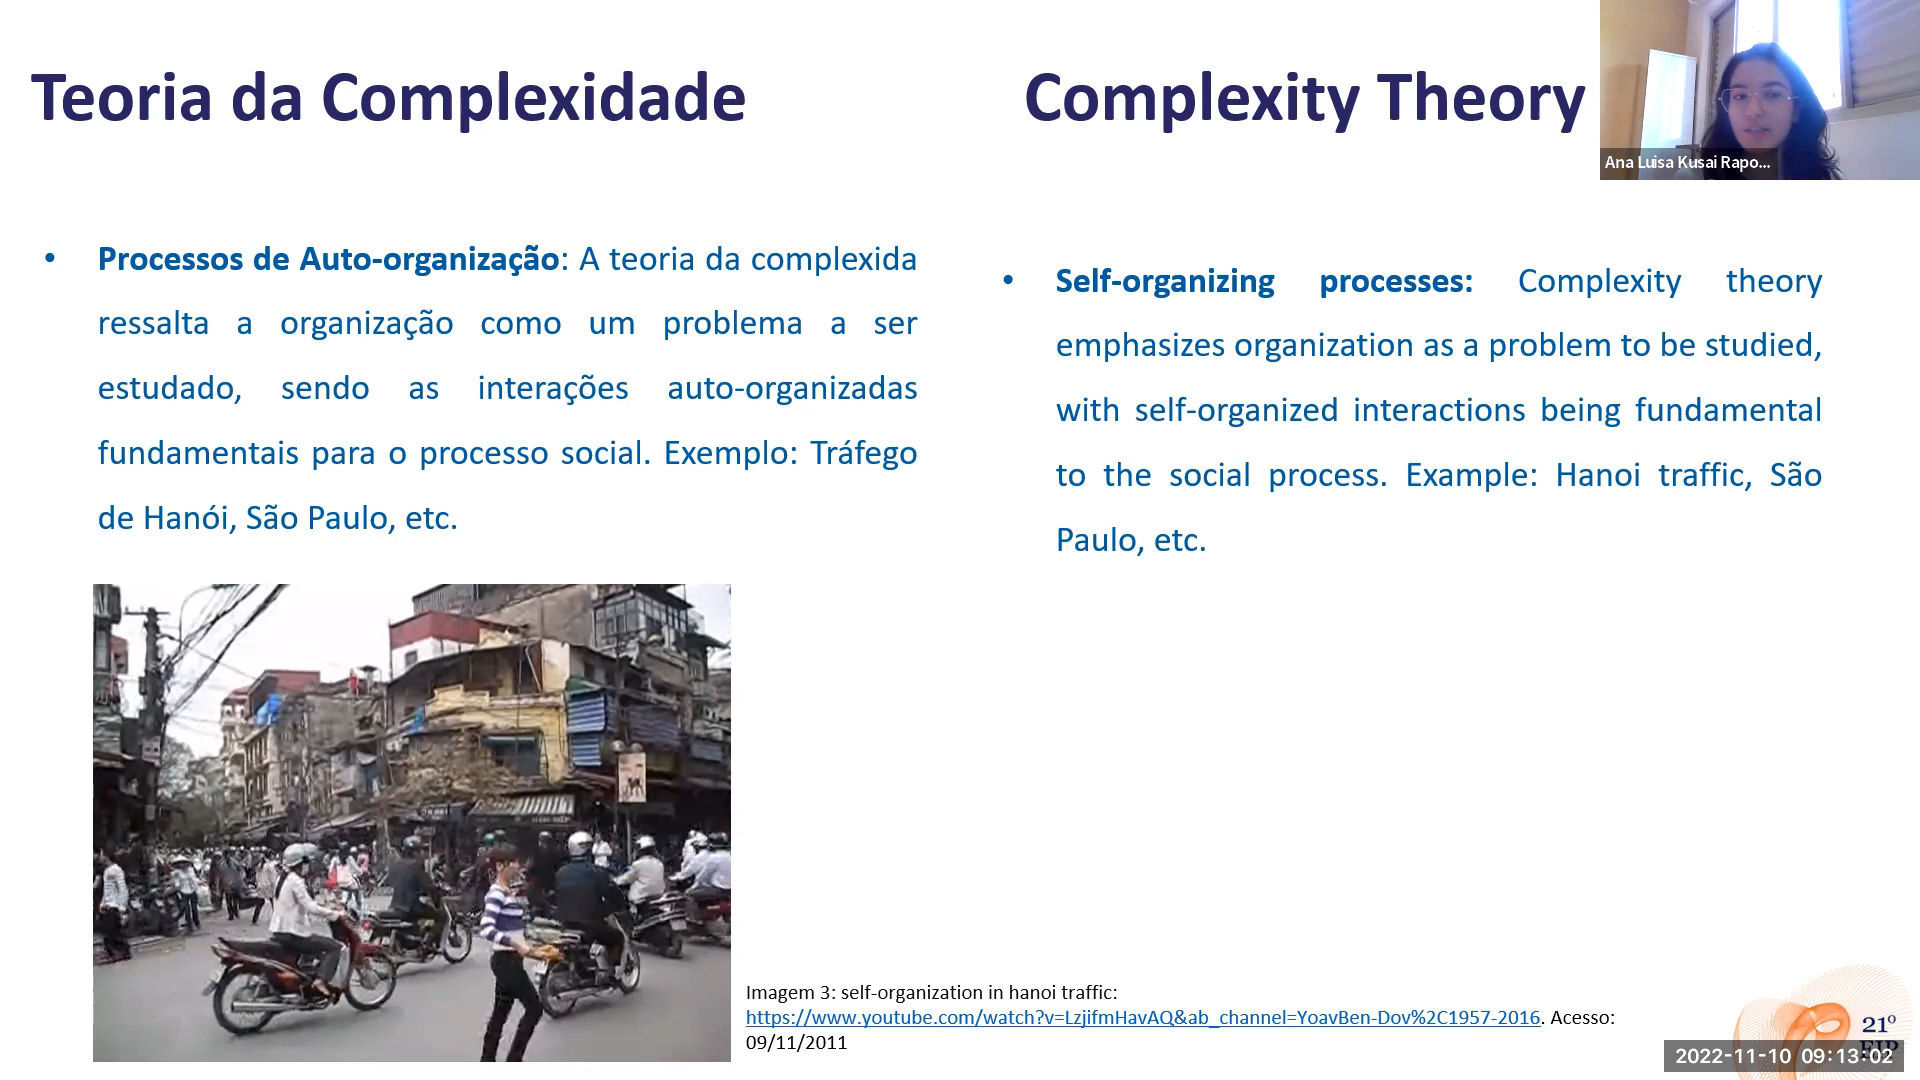 Teoria da Complexidade
Complexity Theory
Ana Luisa Kusai Rapo...
• Processos de Auto-organização: A teoria da complexida
ressalta a organização como um problema a ser
estudado, sendo as interações auto-organizadas
fundamentais para o processo social. Exemplo: Tráfego
de Hanói, São Paulo, etc.
• Self-organizing processes: Complexity theory
emphasizes organization as a problem to be studied,
with self-organized interactions being fundamental
to the social process. Example: Hanoi traffic, São
Paulo, etc.
Imagem 3: self-organization in hanoi traffic:
https://www.youtube.com/watch?v=LzjifmHavAQ&ab_channel=YoavBen-Dov%2C1957-2016. Acesso:
09/11/2011
21º
2022-11-10 09:13:02